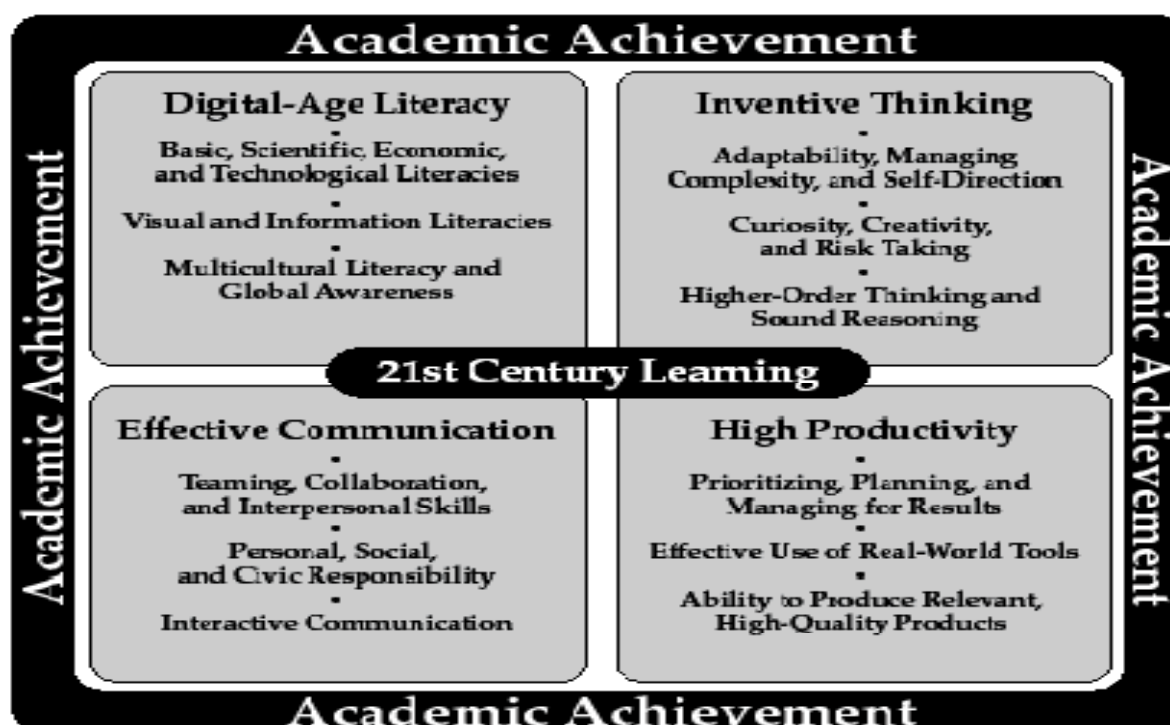 Academic Achievement
Academic Achievement
Digital-Age Literacy
•
Basic, Scientific, Economic,
and Technological Literacies
•
Visual and Information Literacies
•
Multicultural Literacy and
Global Awareness
Inventive Thinking
•
Adaptability, Managing
Complexity, and Self-Direction
•
Curiosity, Creativity,
and Risk Taking
•
Higher-Order Thinking and
Sound Reasoning
21st Century Learning
Effective Communication
•
Teaming, Collaboration,
and Interpersonal Skills
•
Personal, Social,
and Civic Responsibility
•
Interactive Communication
High Productivity
•
Prioritizing, Planning, and
Managing for Results
•
Effective Use of Real-World Tools
•
Ability to Produce Relevant,
High-Quality Products
Academic Achievement
Academic Achievement